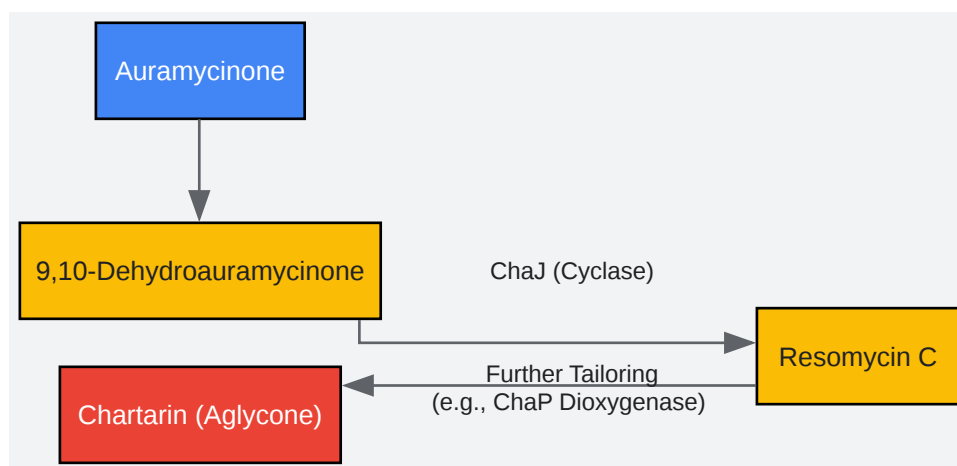 Auramycinone
9,10-Dehydroauramycinone
ChaJ (Cyclase)
Resomycin C
Further Tailoring
(e.g., ChaP Dioxygenase)
Chartarin (Aglycone)